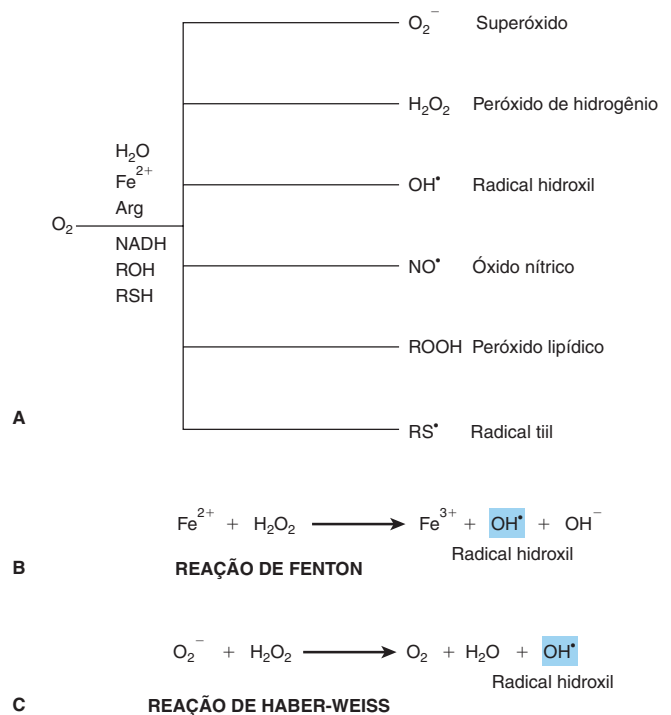 O₂⁻ Superóxido
H₂O₂ Peróxido de hidrogênio
H₂O
Fe²⁺
Arg
OH• Radical hidroxil
O₂
NADH
ROH
RSH
NO• Óxido nítrico
ROOH Peróxido lipídico
A
RS• Radical tiil
Fe²⁺ + H₂O₂ ⟶ Fe³⁺ + OH• + OH⁻
Radical hidroxil
B REAÇÃO DE FENTON
O₂⁻ + H₂O₂ ⟶ O₂ + H₂O + OH•
Radical hidroxil
C REAÇÃO DE HABER-WEISS